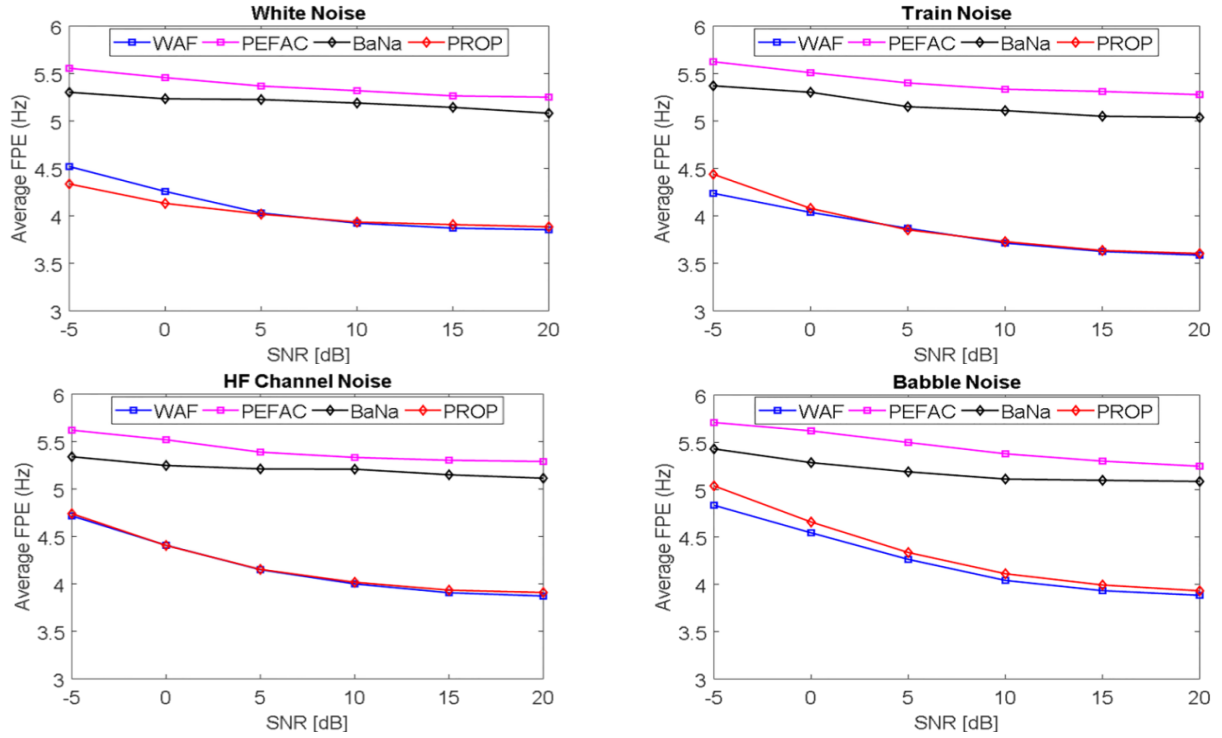 White Noise
WAF PEFAC BaNa PROP
Average FPE (Hz)
6
5.5
5
4.5
4
3.5
3
-5 0 5 10 15 20
SNR [dB]
Train Noise
WAF PEFAC BaNa PROP
Average FPE (Hz)
6
5.5
5
4.5
4
3.5
3
-5 0 5 10 15 20
SNR [dB]
HF Channel Noise
WAF PEFAC BaNa PROP
Average FPE (Hz)
6
5.5
5
4.5
4
3.5
3
-5 0 5 10 15 20
SNR [dB]
Babble Noise
WAF PEFAC BaNa PROP
Average FPE (Hz)
6
5.5
5
4.5
4
3.5
3
-5 0 5 10 15 20
SNR [dB]